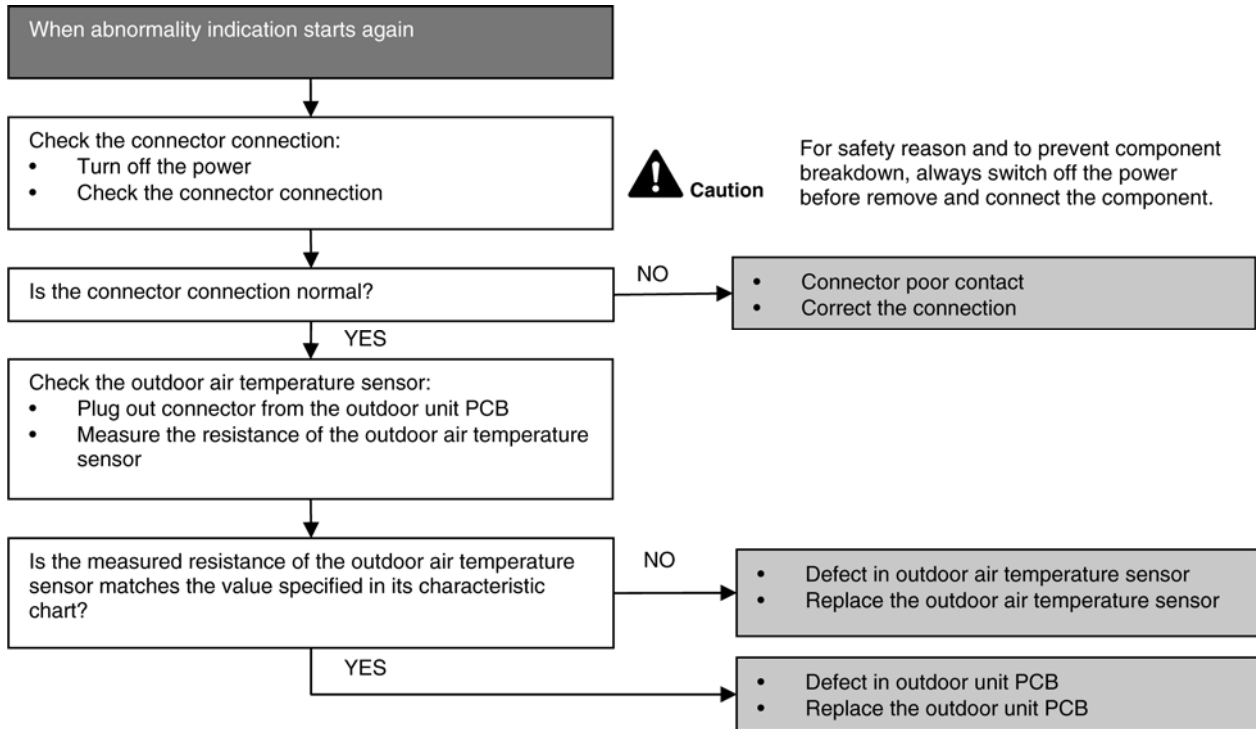 When abnormality indication starts again
Check the connector connection:
• Turn off the power
• Check the connector connection
Caution
For safety reason and to prevent component
breakdown, always switch off the power
before remove and connect the component.
Is the connector connection normal?
NO
• Connector poor contact
• Correct the connection
YES
Check the outdoor air temperature sensor:
• Plug out connector from the outdoor unit PCB
• Measure the resistance of the outdoor air temperature
sensor
Is the measured resistance of the outdoor air temperature
sensor matches the value specified in its characteristic
chart?
NO
• Defect in outdoor air temperature sensor
• Replace the outdoor air temperature sensor
YES
• Defect in outdoor unit PCB
• Replace the outdoor unit PCB